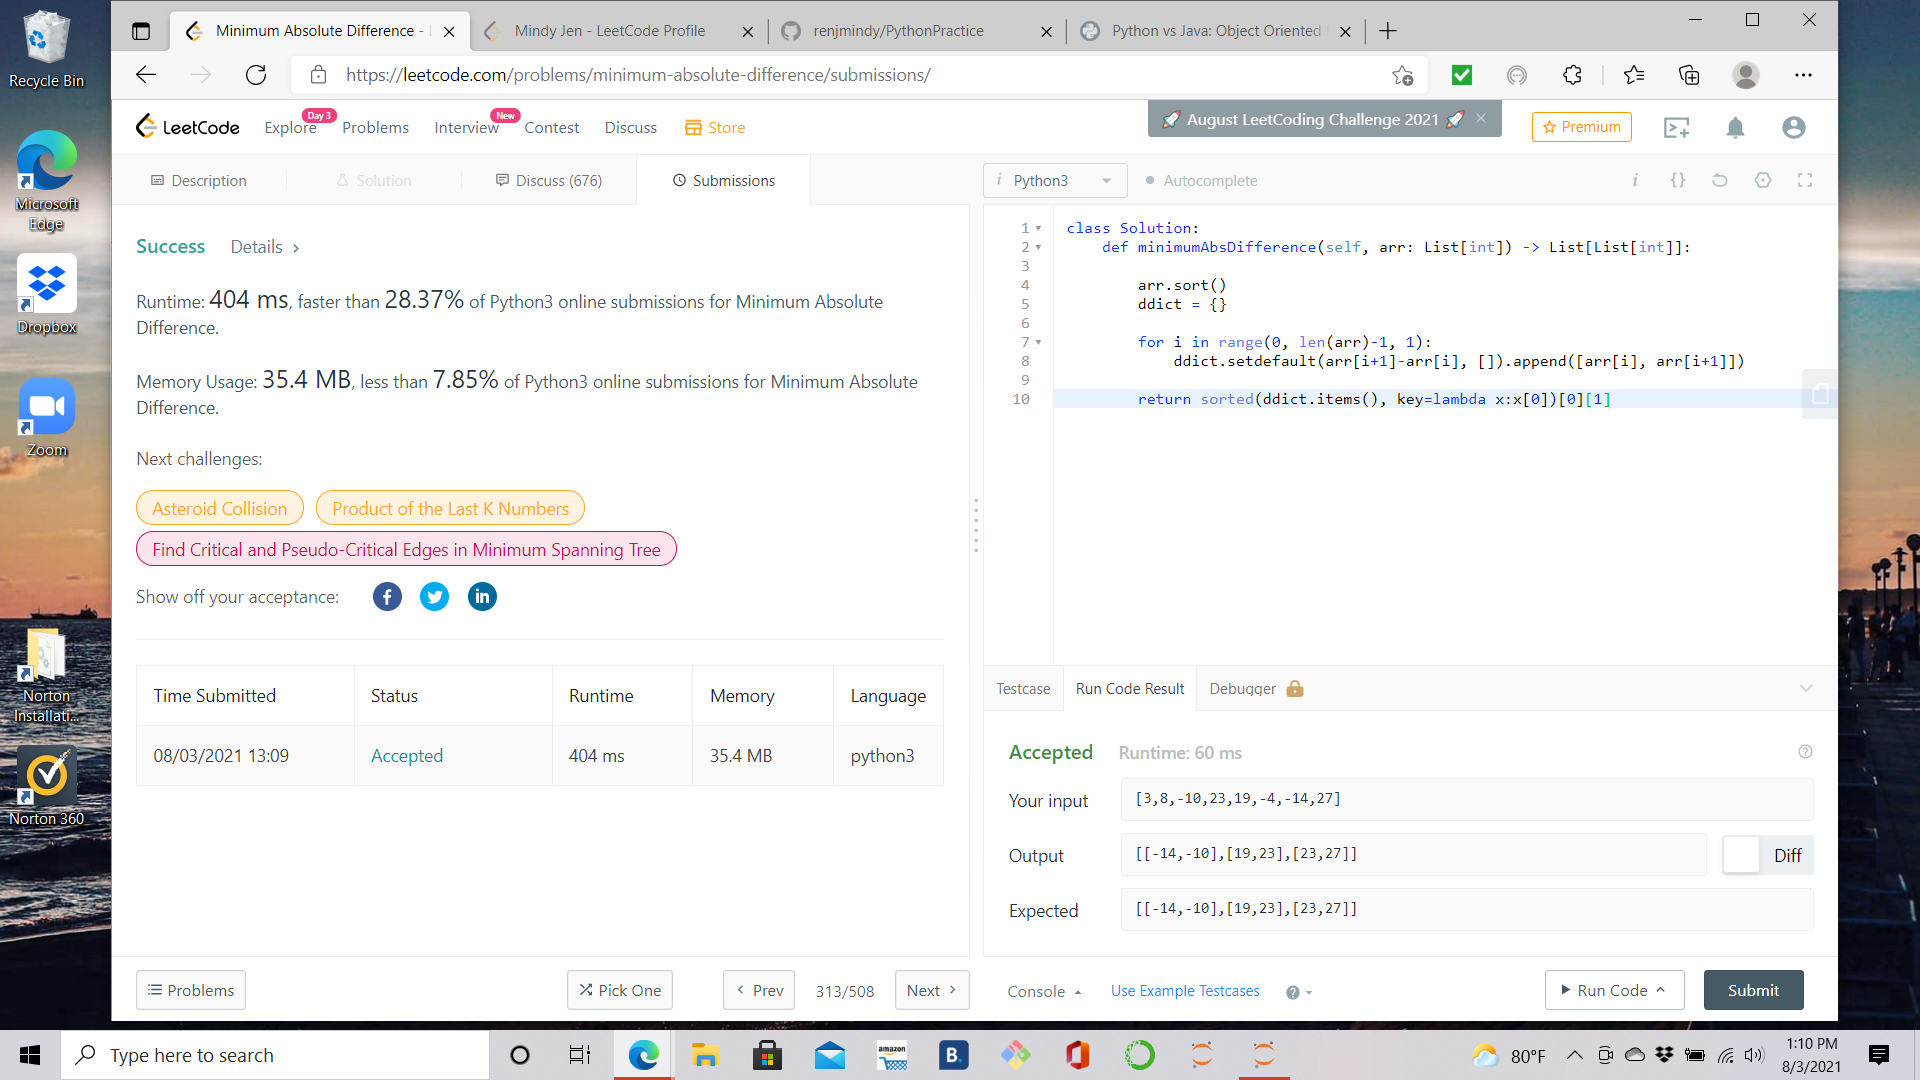 Minimum Absolute Difference -
Mindy Jen - LeetCode Profile
renjmindy/PythonPractice
Python vs Java: Object Oriented
https://leetcode.com/problems/minimum-absolute-difference/submissions/
Recycle Bin
Microsoft
Edge
Dropbox
Zoom
Norton
Installati...
Norton 360
LeetCode
Explore
Day 3
Problems
Interview
New
Contest
Discuss
Store
🚀 August LeetCoding Challenge 2021 🚀
Premium
Description
Solution
Discuss (676)
Submissions
Success
Details >
Runtime: 404 ms, faster than 28.37% of Python3 online submissions for Minimum Absolute
Difference.
Memory Usage: 35.4 MB, less than 7.85% of Python3 online submissions for Minimum Absolute
Difference.
Next challenges:
Asteroid Collision
Product of the Last K Numbers
Find Critical and Pseudo-Critical Edges in Minimum Spanning Tree
Show off your acceptance:
Time Submitted Status Runtime Memory Language
08/03/2021 13:09 Accepted 404 ms 35.4 MB python3
Problems
Pick One
< Prev
313/508
Next >
i Python3
Autocomplete
1 class Solution:
2 def minimumAbsDifference(self, arr: List[int]) -> List[List[int]]:
3
4 arr.sort()
5 ddict = {}
6
7 for i in range(0, len(arr)-1, 1):
8 ddict.setdefault(arr[i+1]-arr[i], []).append([arr[i], arr[i+1]])
9
10 return sorted(ddict.items(), key=lambda x:x[0])[0][1]
Testcase
Run Code Result
Debugger
Accepted
Runtime: 60 ms
Your input
[3,8,-10,23,19,-4,-14,27]
Output
[[-14,-10],[19,23],[23,27]]
Diff
Expected
[[-14,-10],[19,23],[23,27]]
Console
Use Example Testcases
Run Code
Submit
Type here to search
amazon
B.
80°F
1:10 PM
8/3/2021